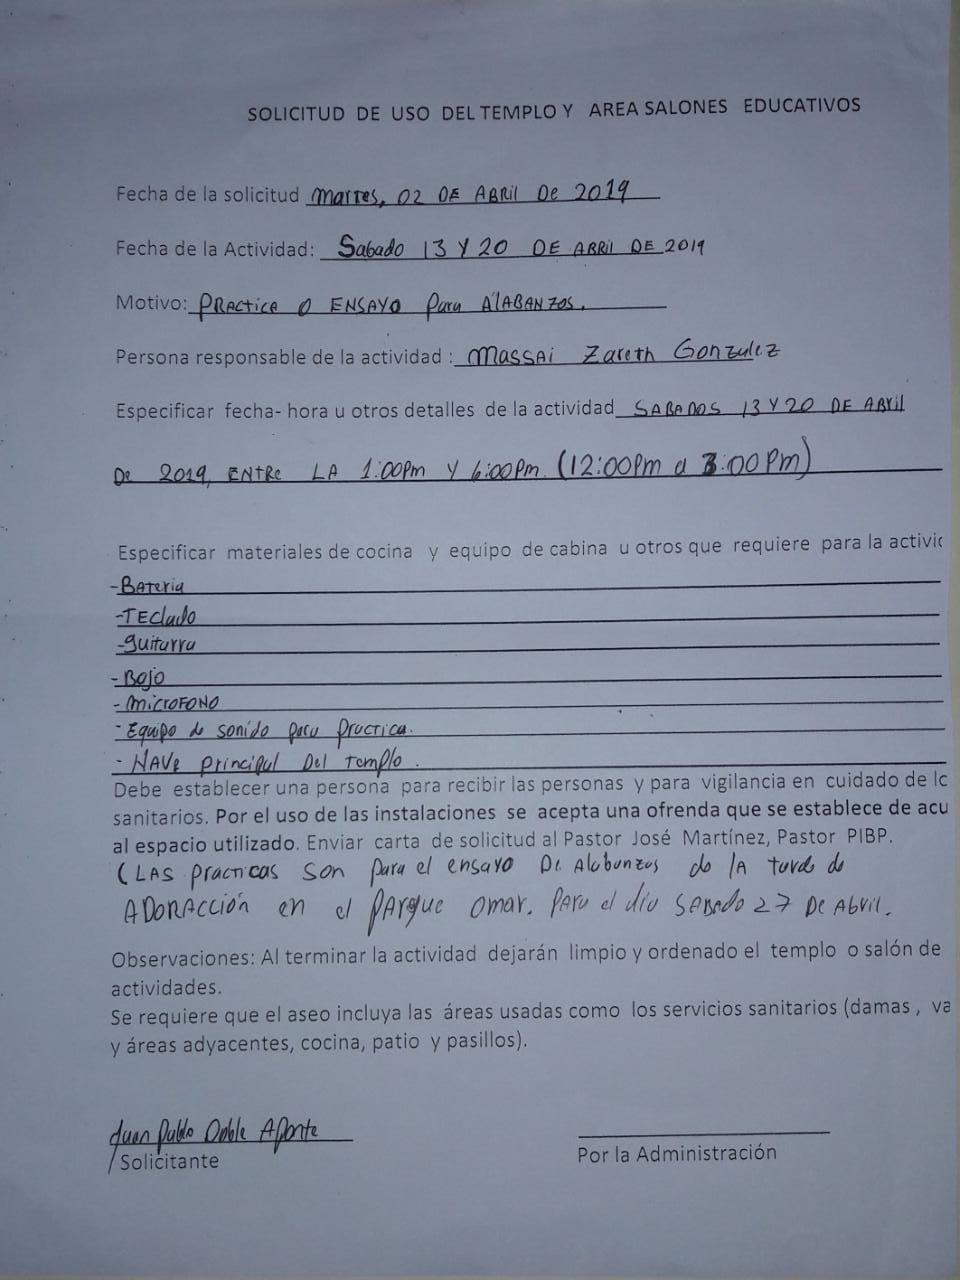 SOLICITUD DE USO DEL TEMPLO Y AREA SALONES EDUCATIVOS
Fecha de la solicitud Martes, 02 DE ABRIL DE 2019
Fecha de la Actividad: Sabado 13 Y 20 DE ABRIL DE 2019
Motivo: PRACTICA O ENSAYO Para ALABANZOS.
Persona responsable de la actividad : Massai Zareth Gonzalez
Especificar fecha- hora u otros detalles de la actividad SABADOS 13 Y 20 DE ABRIL
De 2019, ENTRE LA 1:00Pm Y 6:00Pm. (12:00Pm a 3:00 Pm)
Especificar materiales de cocina y equipo de cabina u otros que requiere para la activid
-Bateria
-TEclado
-guitarra
-Bajo
-MICROFONO
- Equipo de sonido para practica.
- NAVE principal Del Templo.
Debe establecer una persona para recibir las personas y para vigilancia en cuidado de lo
sanitarios. Por el uso de las instalaciones se acepta una ofrenda que se establece de acu
al espacio utilizado. Enviar carta de solicitud al Pastor José Martínez, Pastor PIBP.
(LAS practicas son para el ensayo De Alabanzas de lA tarde de
ADORACCIÓN en el PArque omar. Para el día SABADO 27 De Abril.
Observaciones: Al terminar la actividad dejarán limpio y ordenado el templo o salón de
actividades.
Se requiere que el aseo incluya las áreas usadas como los servicios sanitarios (damas , va
y áreas adyacentes, cocina, patio y pasillos).
Juan Pablo Doble Aponte
Solicitante
Por la Administración